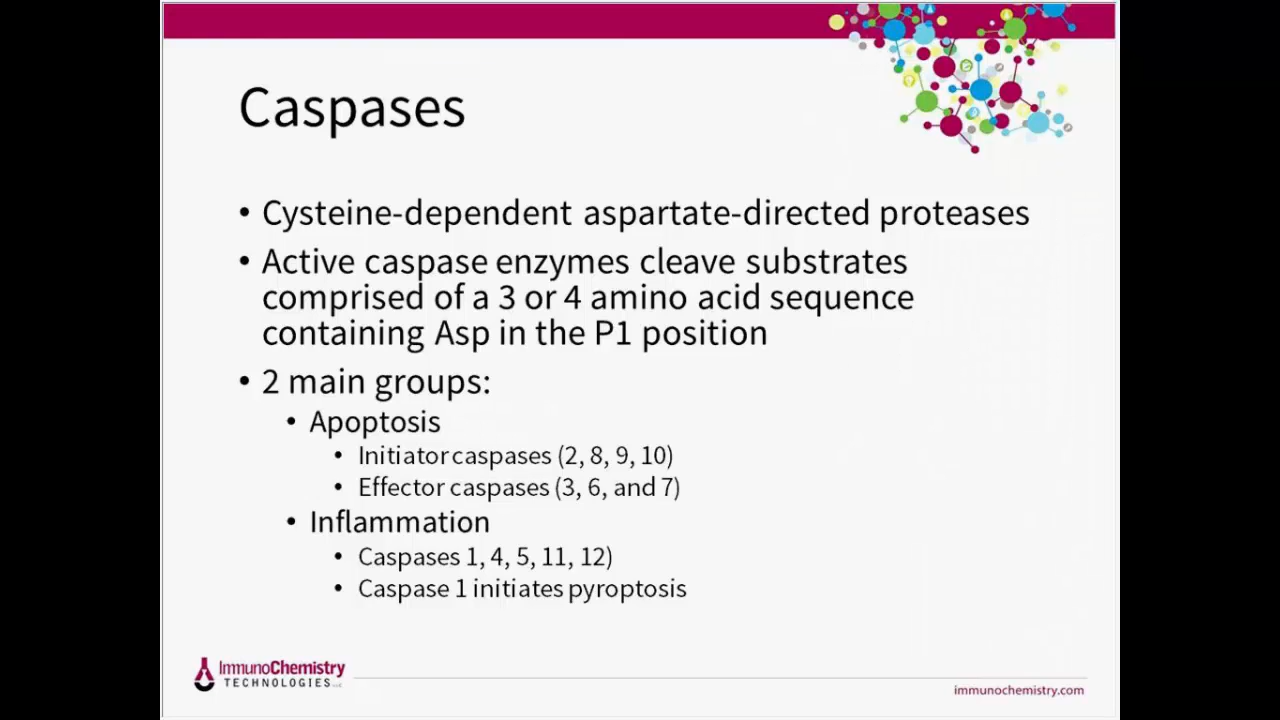 Caspases
• Cysteine-dependent aspartate-directed proteases
• Active caspase enzymes cleave substrates
comprised of a 3 or 4 amino acid sequence
containing Asp in the P1 position
• 2 main groups:
• Apoptosis
• Initiator caspases (2, 8, 9, 10)
• Effector caspases (3, 6, and 7)
• Inflammation
• Caspases 1, 4, 5, 11, 12)
• Caspase 1 initiates pyroptosis
ImmunoChemistry
TECHNOLOGIES
immunochemistry.com